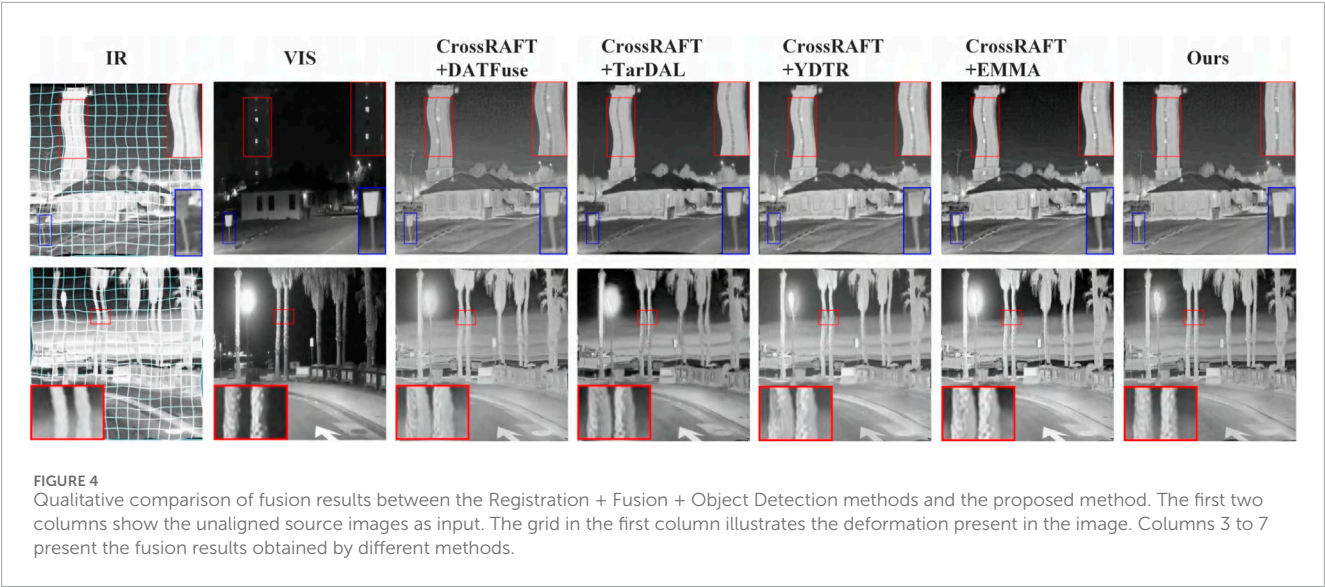 IR
VIS
CrossRAFT
+DATFuse
CrossRAFT
+TarDAL
CrossRAFT
+YDTR
CrossRAFT
+EMMA
Ours
FIGURE 4
Qualitative comparison of fusion results between the Registration + Fusion + Object Detection methods and the proposed method. The first two
columns show the unaligned source images as input. The grid in the first column illustrates the deformation present in the image. Columns 3 to 7
present the fusion results obtained by different methods.